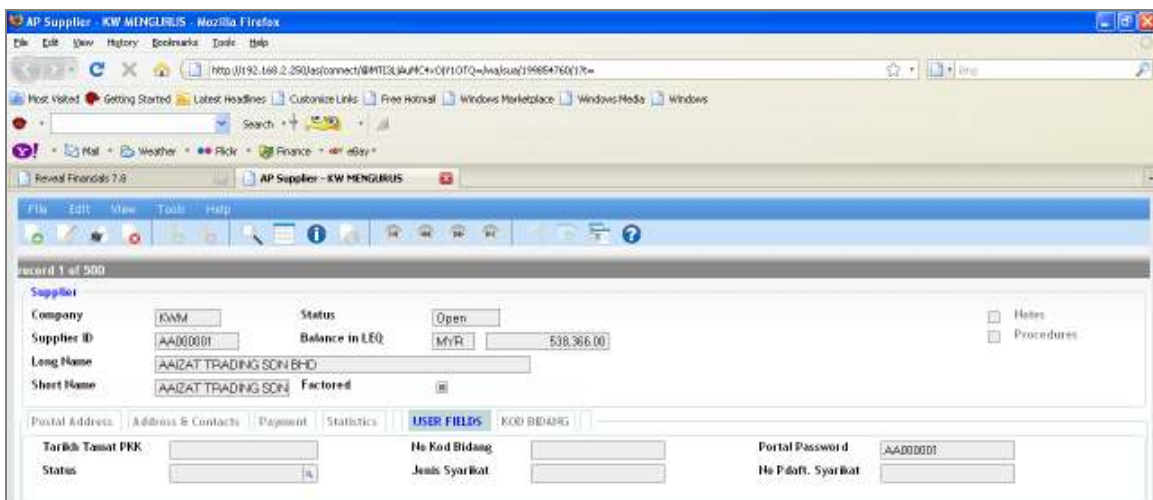 AP Supplier - KW MENGURUS - Mozilla Firefox
File Edit View History Bookmarks Tools Help
Most Visited Getting Started Latest Headlines Customize Links Free Hotmail Windows Marketplace Windows Media Windows
Search
Y! Mail Weather Flickr Finance eBay
Reveal Financials 7.8 AP Supplier - KW MENGURUS
File Edit View Tools Help
record 1 of 500
Supplier
Company KWM Status Open Notes
Supplier ID AA000001 Balance in LEQ MYR 538,366.00 Procedures
Long Name AAIZAT TRADING SDN BHD
Short Name AAIZAT TRADING SDN Factored
Postal Address Address & Contacts Payment Statistics USER FIELDS KOD BIDANG
Tarikh Tamat PKK No Kod Bidang Portal Password AA000001
Status Jenis Syarikat No Pdaft. Syarikat